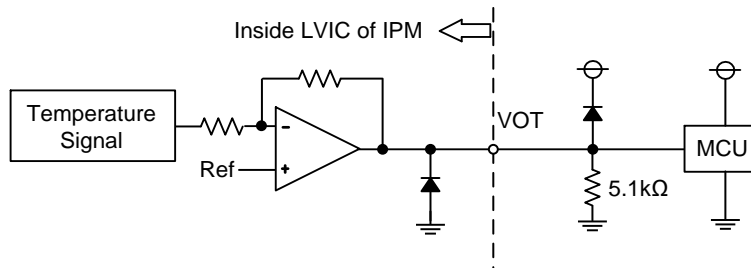 Inside LVIC of IPM
Temperature
Signal
Ref
-
+
VOT
5.1kΩ
MCU